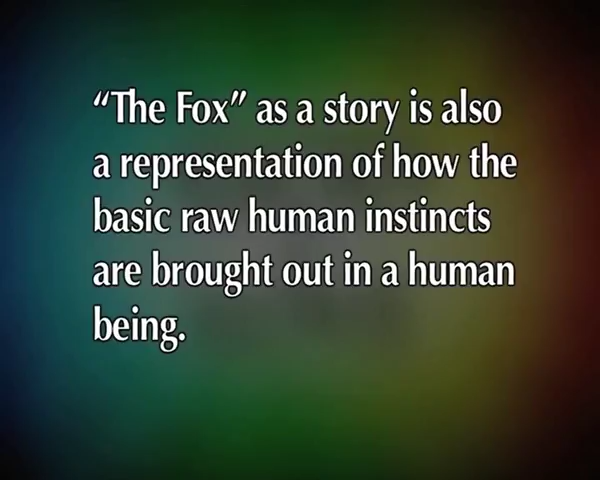 “The Fox” as a story is also
a representation of how the
basic raw human instincts
are brought out in a human
being.